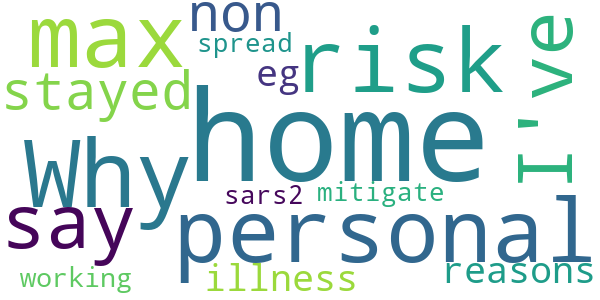 max
non
spread
risk
I've
stayed
eg
home
Why
say
sars2
mitigate
personal
working
illness
reasons